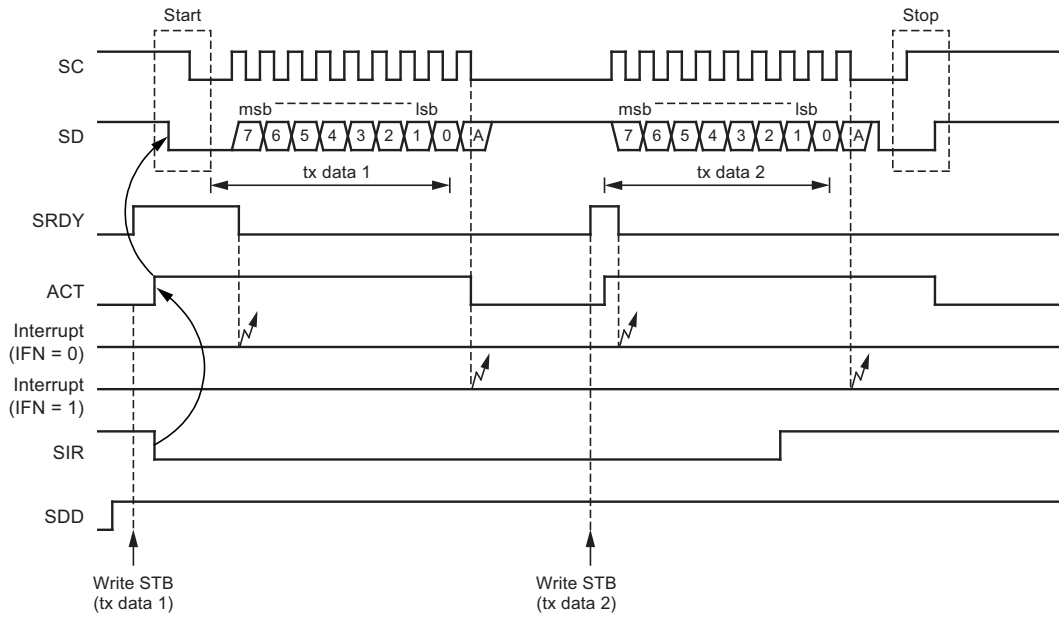 Start
Stop
SC
msb
lsb
msb
lsb
SD
7 6 5 4 3 2 1 0 A
7 6 5 4 3 2 1 0 A
tx data 1
tx data 2
SRDY
ACT
Interrupt
(IFN = 0)
Interrupt
(IFN = 1)
SIR
SDD
Write STB
(tx data 1)
Write STB
(tx data 2)